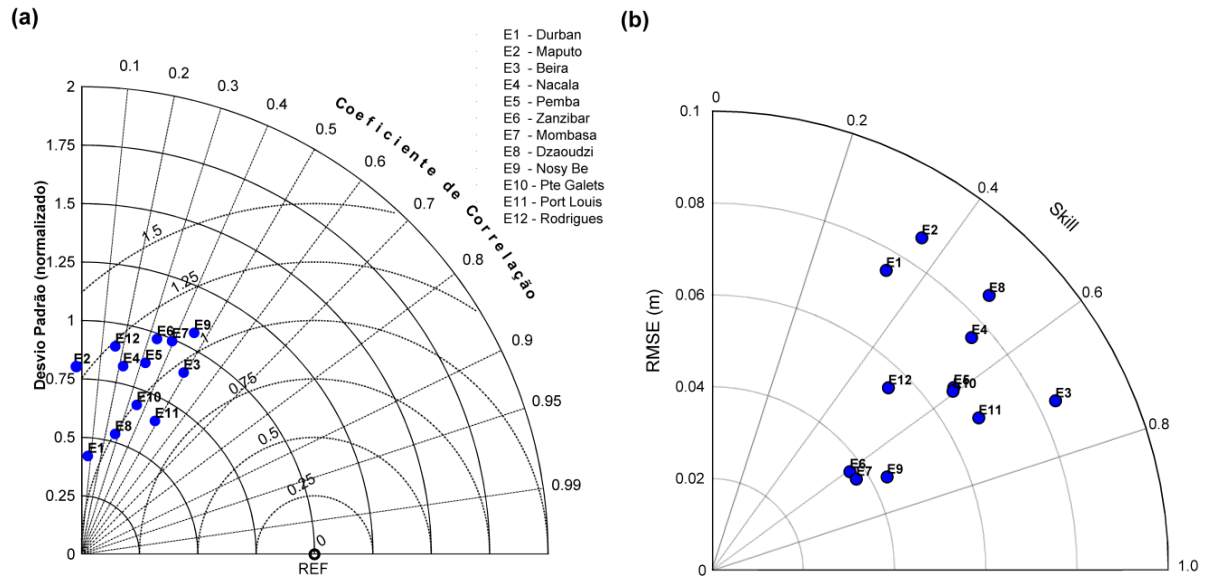 (a)
E1 - Durban
E2 - Maputo
E3 - Beira
E4 - Nacala
E5 - Pemba
E6 - Zanzibar
E7 - Mombasa
E8 - Dzaoudzi
E9 - Nosy Be
E10 - Pte Galets
E11 - Port Louis
E12 - Rodrigues
Coeficiente de Correlação
0.1
0.2
0.3
0.4
0.5
0.6
0.7
0.8
0.9
0.95
0.99
Desvio Padrão (normalizado)
2
1.75
1.5
1.25
1
0.75
0.5
0.25
0
1.5
1.25
1
0.75
0.5
0.25
0
REF
E9
E6
E7
E12
E2
E4
E5
E3
E10
E11
E8
E1
(b)
RMSE (m)
0.1
0.08
0.06
0.04
0.02
0
0
0.2
0.4
0.6
0.8
1.0
Skill
E2
E1
E8
E4
E12
E5
E10
E3
E11
E6
E7
E9